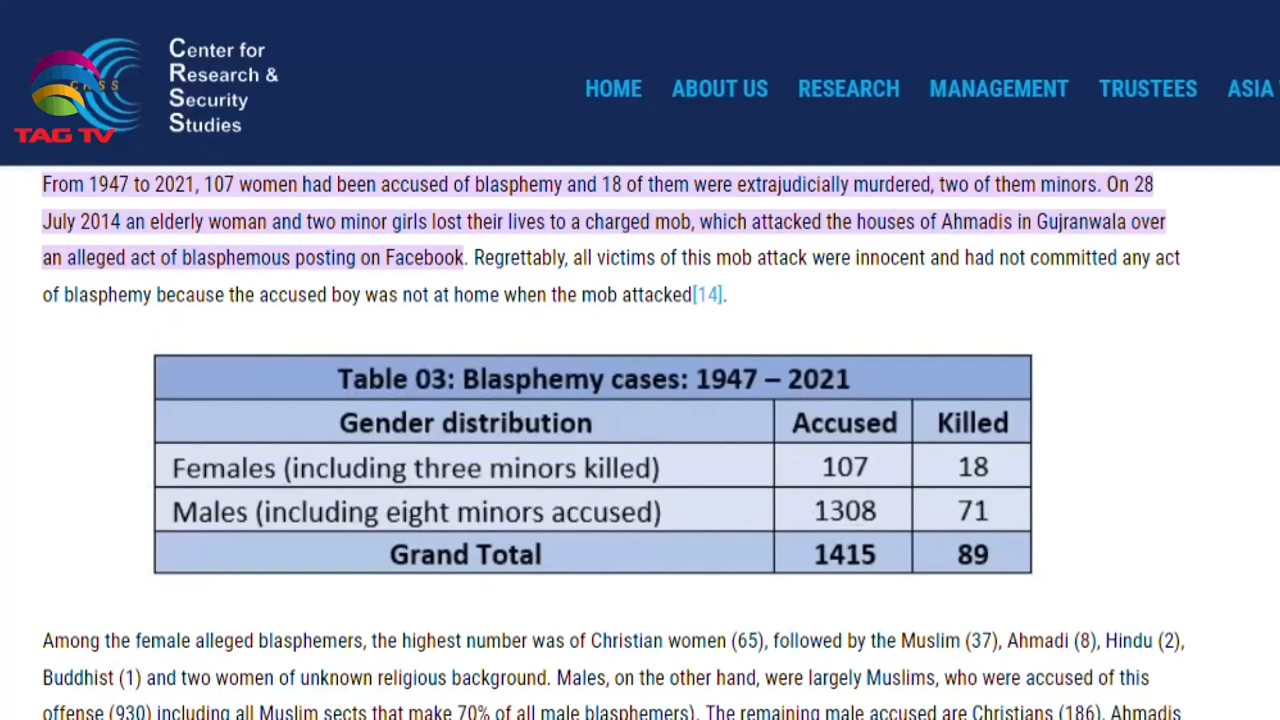 CRSS
TAG TV
Center for
Research &
Security
Studies
HOME ABOUT US RESEARCH MANAGEMENT TRUSTEES ASIA
From 1947 to 2021, 107 women had been accused of blasphemy and 18 of them were extrajudicially murdered, two of them minors. On 28
July 2014 an elderly woman and two minor girls lost their lives to a charged mob, which attacked the houses of Ahmadis in Gujranwala over
an alleged act of blasphemous posting on Facebook. Regrettably, all victims of this mob attack were innocent and had not committed any act
of blasphemy because the accused boy was not at home when the mob attacked[14].
Table 03: Blasphemy cases: 1947 – 2021
Gender distribution Accused Killed
Females (including three minors killed) 107 18
Males (including eight minors accused) 1308 71
Grand Total 1415 89
Among the female alleged blasphemers, the highest number was of Christian women (65), followed by the Muslim (37), Ahmadi (8), Hindu (2),
Buddhist (1) and two women of unknown religious background. Males, on the other hand, were largely Muslims, who were accused of this
offense (930) including all Muslim sects that make 70% of all male blasphemers). The remaining male accused are Christians (186), Ahmadis